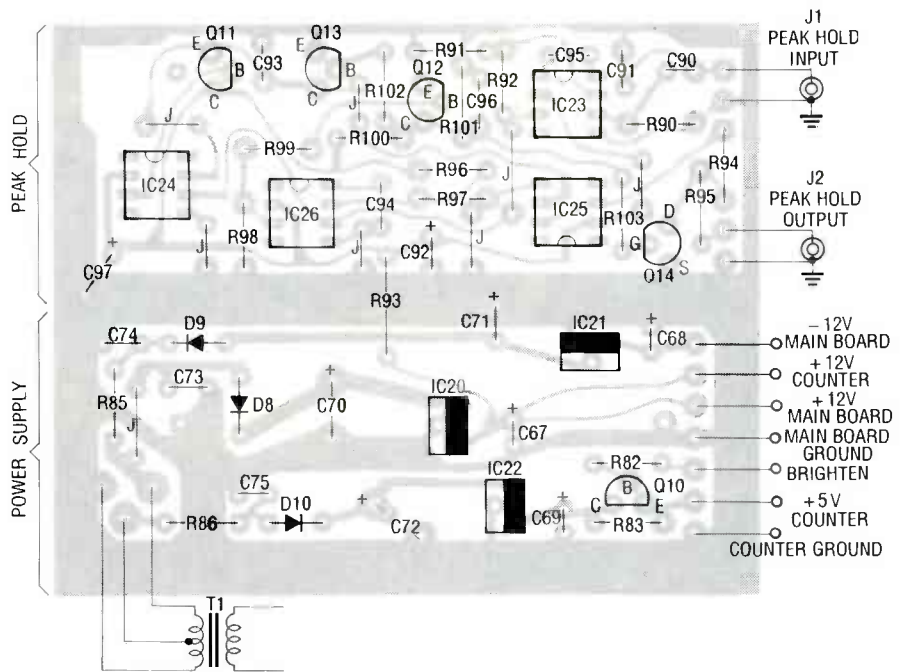 J1
PEAK HOLD
INPUT
Q11
Q13
E
E
R91
C95
C90
B
C93
B
Q12
R92
C91
E
C
C
R102
B
C96
IC23
J
J
C
R101
R90
R99
R100
PEAK HOLD
IC24
R96
J
J
R94
IC26
R97
IC25
R95
J2
PEAK HOLD
OUTPUT
C94
R103
D
+
J
R98
J
+
C92
J
G
S
Q14
C97
R93
+
C71
IC21
+
C68
−12V
MAIN BOARD
C74
D9
+12V
COUNTER
C73
+
IC20
+12V
MAIN BOARD
R85
J
D8
C70
+
C67
MAIN BOARD
GROUND
POWER SUPPLY
IC22
R82
BRIGHTEN
C75
Q10
B
C
E
+5V
COUNTER
D10
+
+
R86
C72
C69
R83
COUNTER GROUND
T1